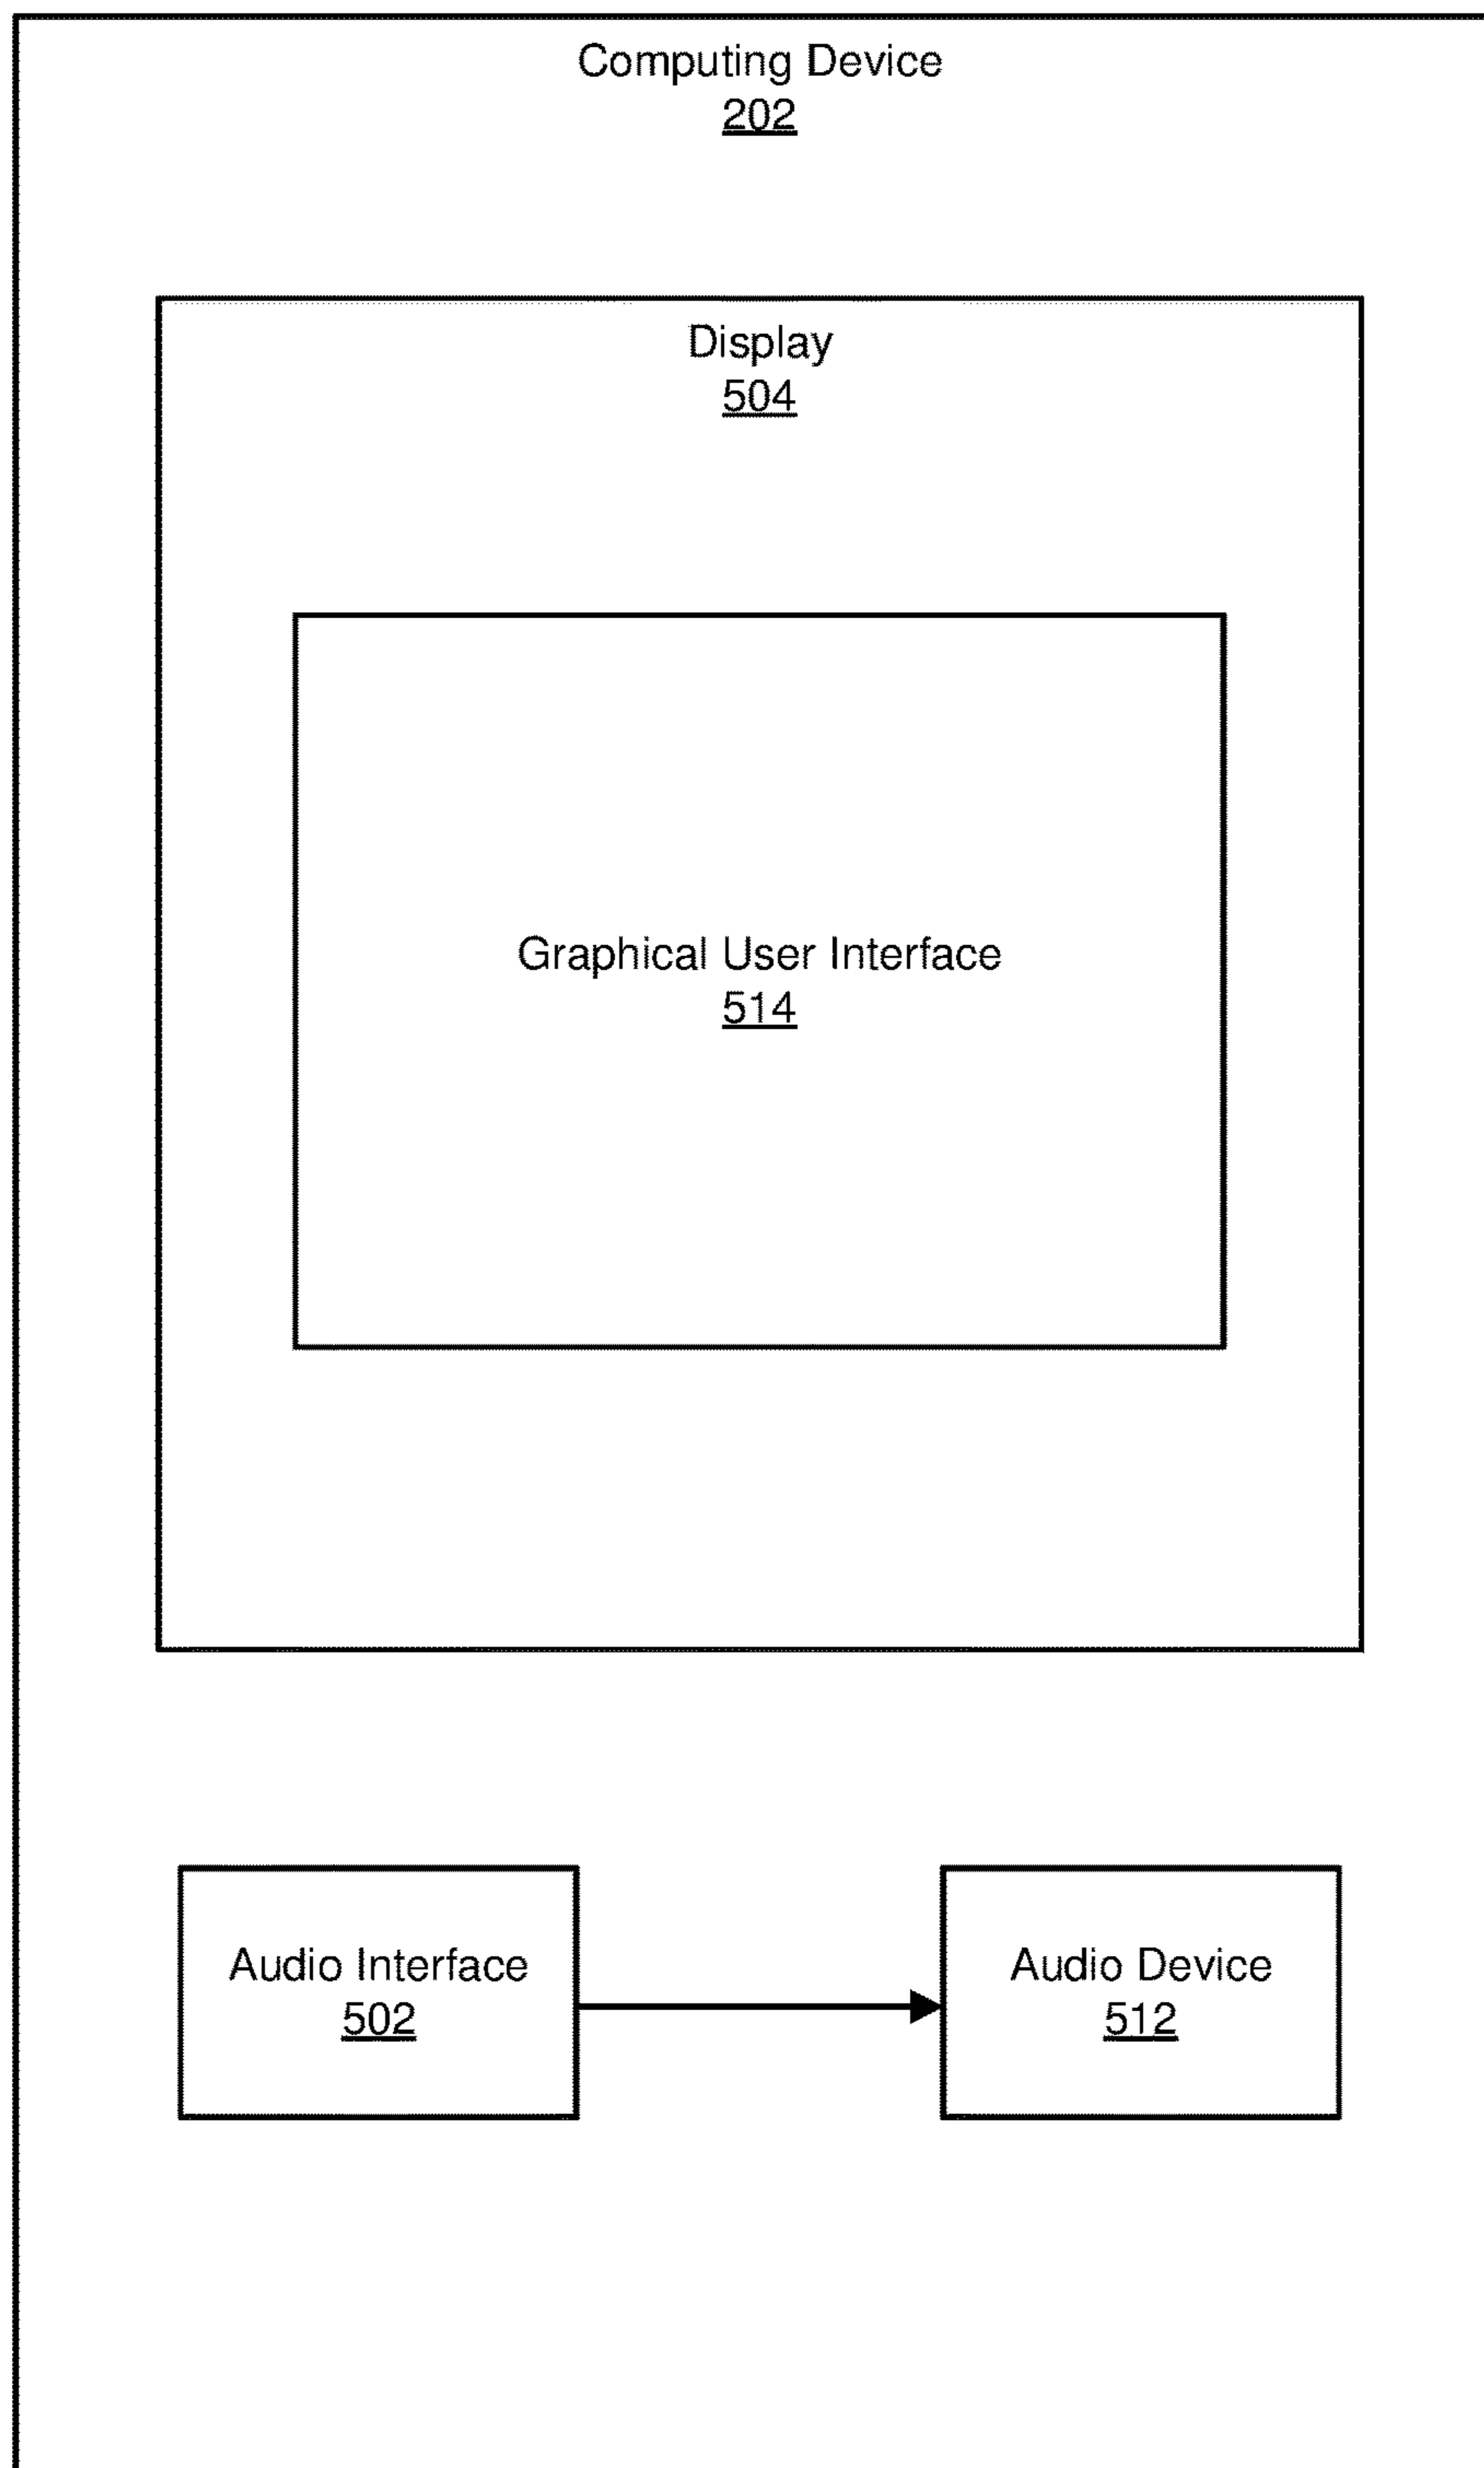 Computing Device
202
Display
504
Graphical User Interface
514
Audio Interface
502
Audio Device
512